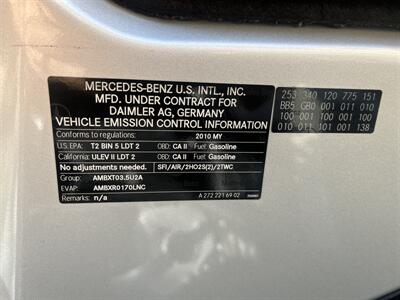 MERCEDES-BENZ U.S. INTL., INC.
MFD. UNDER CONTRACT FOR
DAIMLER AG, GERMANY
VEHICLE EMISSION CONTROL INFORMATION
Conforms to regulations: 2010 MY
U.S.EPA: T2 BIN 5 LDT 2 OBD: CA II Fuel: Gasoline
California: ULEV II LDT 2 OBD: CA II Fuel: Gasoline
No adjustments needed. SFI/AIR/2HO2S(2)/2TWC
Group: AMBXT03.5U2A
EVAP: AMBXR0170LNC
Remarks: n/a A 272 221 69 02
253 340 120 775 151
BB5 GB0 001 011 010
100 001 100 001 100
010 011 101 001 138